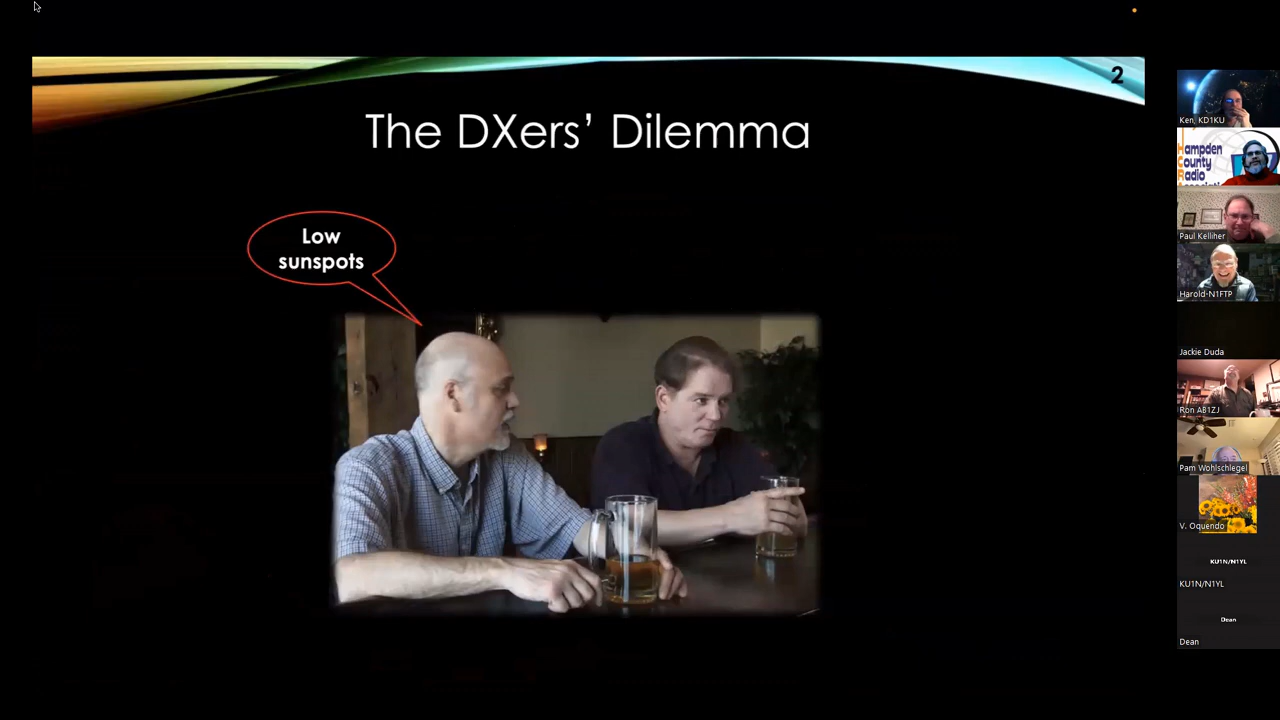 2
The DXers' Dilemma
Low
sunspots
Ken, KD1KU
Hampden
County
Radio
Paul Kelliher
Harold-N1FTP
Jackie Duda
Ron AB1ZJ
Pam Wohlschlegel
V. Oquendo
KU1N/N1YL
KU1N/N1YL
Dean
Dean